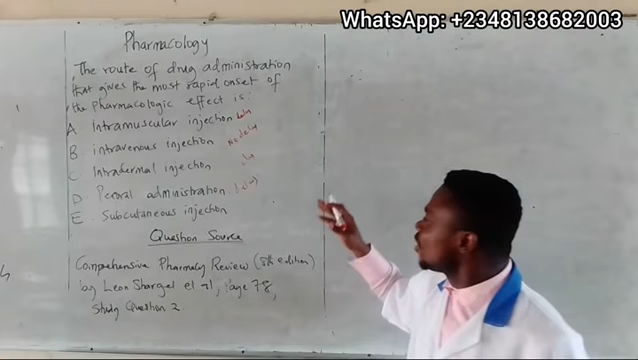 WhatsApp: +2348138682003
Pharmacology
The route of drug administration
that gives the most rapid onset of
the pharmacologic effect is:
A Intramuscular injection
B intravenous injection
C Intradermal injection
D Peroral administration
E. Subcutaneous injection
Question Source
Comprehensive Pharmacy Review (5th edition)
by Leon Shargel et al, Page 78,
Study Question 2